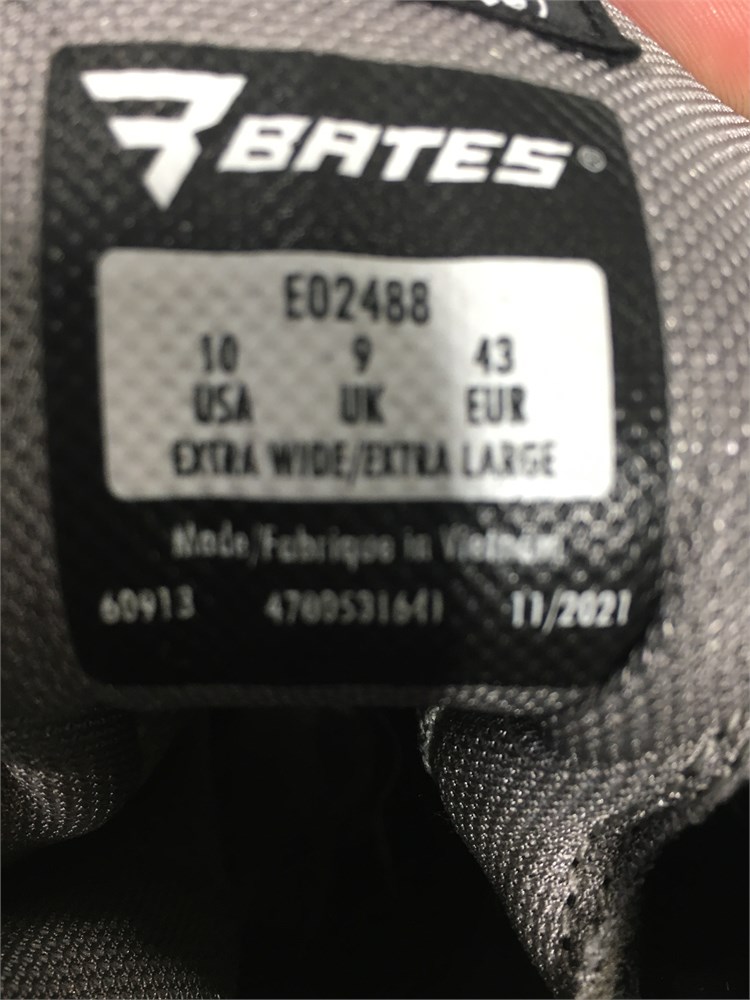 BATES®
E02488
10 9 43
USA UK EUR
EXTRA WIDE/EXTRA LARGE
Made/Fabrique in Vietnam
60913 4700531641 11/2021